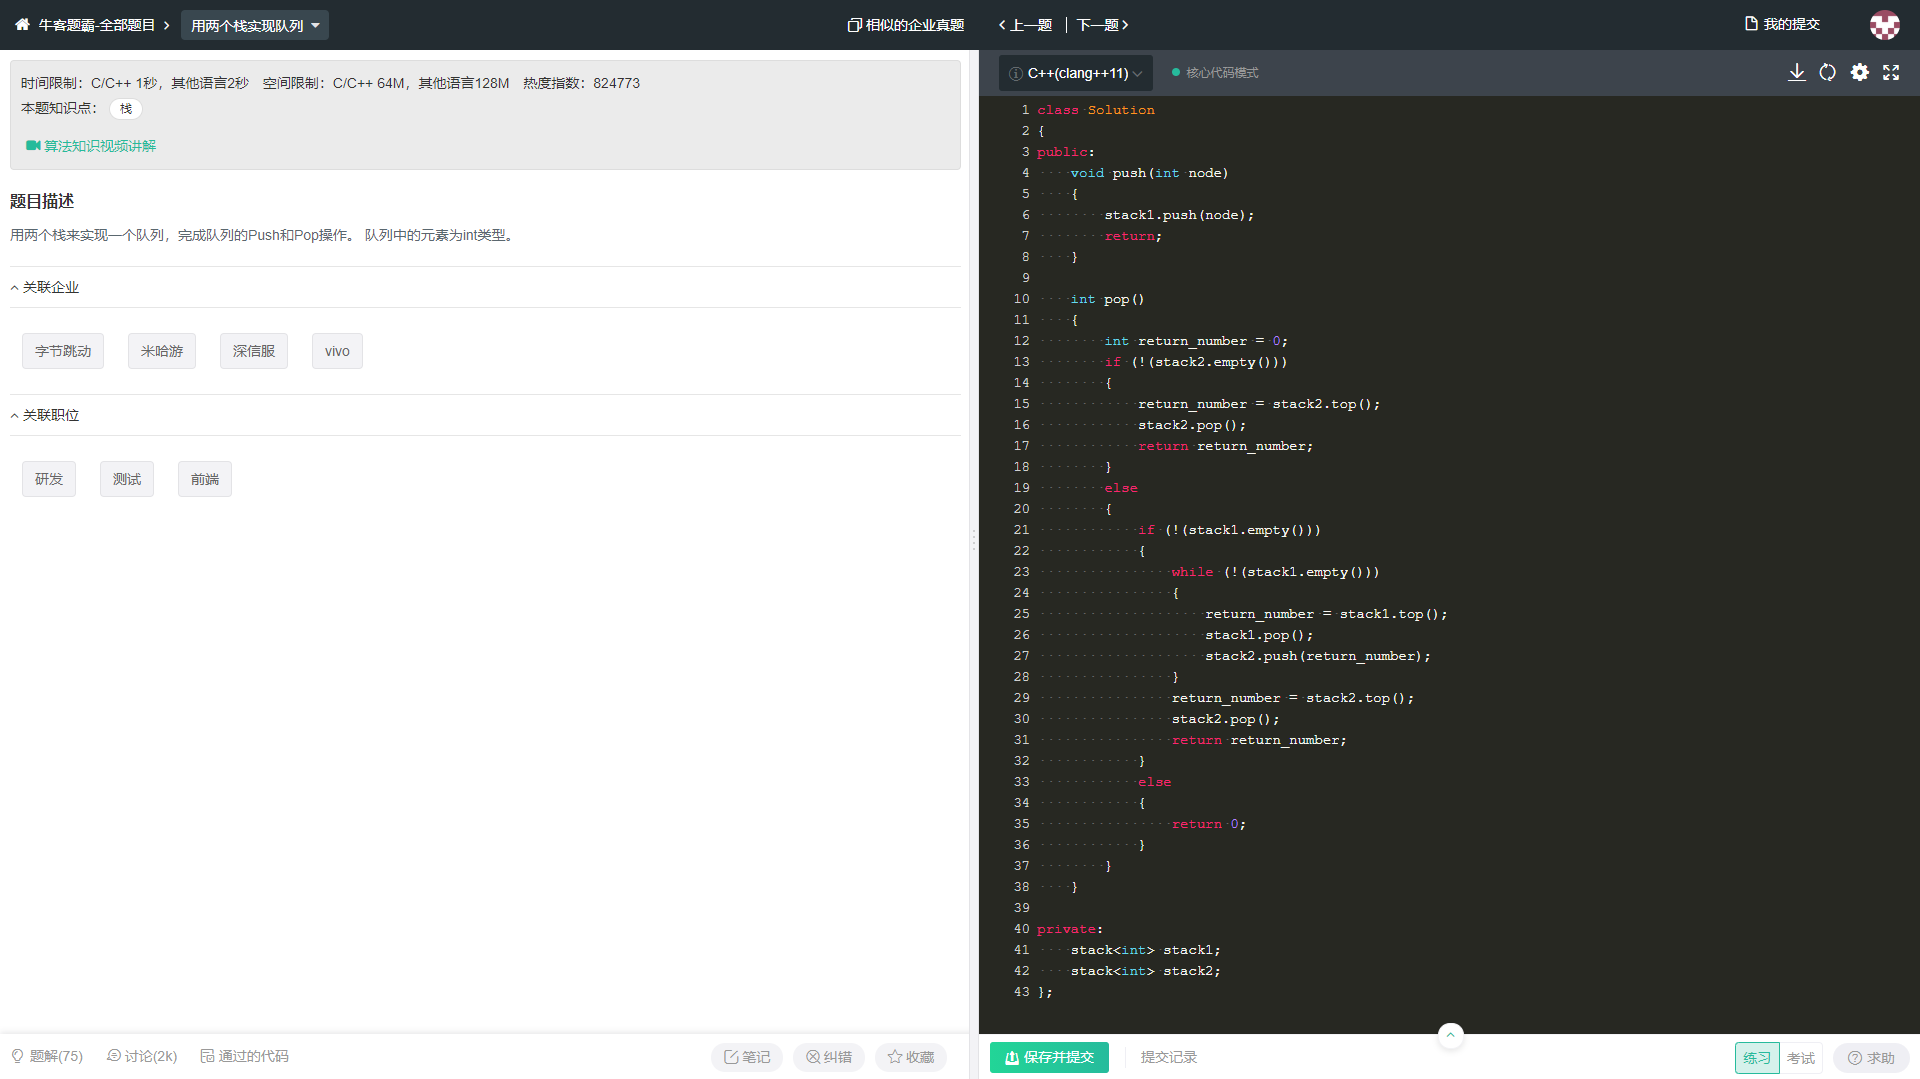 牛客题霸-全部题目 用两个栈实现队列 相似的企业真题 上一题 下一题 我的提交
时间限制：C/C++ 1秒，其他语言2秒 空间限制：C/C++ 64M，其他语言128M 热度指数：824773
本题知识点： 栈
算法知识视频讲解
题目描述
用两个栈来实现一个队列，完成队列的Push和Pop操作。 队列中的元素为int类型。
关联企业
字节跳动 米哈游 深信服 vivo
关联职位
研发 测试 前端
题解(75) 讨论(2k) 通过的代码 笔记 纠错 收藏
C++(clang++11) 核心代码模式
1 class Solution
2 {
3 public:
4     void push(int node)
5     {
6         stack1.push(node);
7         return;
8     }
9
10     int pop()
11     {
12         int return_number = 0;
13         if (!(stack2.empty()))
14         {
15             return_number = stack2.top();
16             stack2.pop();
17             return return_number;
18         }
19         else
20         {
21             if (!(stack1.empty()))
22             {
23                 while (!(stack1.empty()))
24                 {
25                     return_number = stack1.top();
26                     stack1.pop();
27                     stack2.push(return_number);
28                 }
29                 return_number = stack2.top();
30                 stack2.pop();
31                 return return_number;
32             }
33             else
34             {
35                 return 0;
36             }
37         }
38     }
39
40 private:
41     stack<int> stack1;
42     stack<int> stack2;
43 };
保存并提交 提交记录 练习 考试 求助